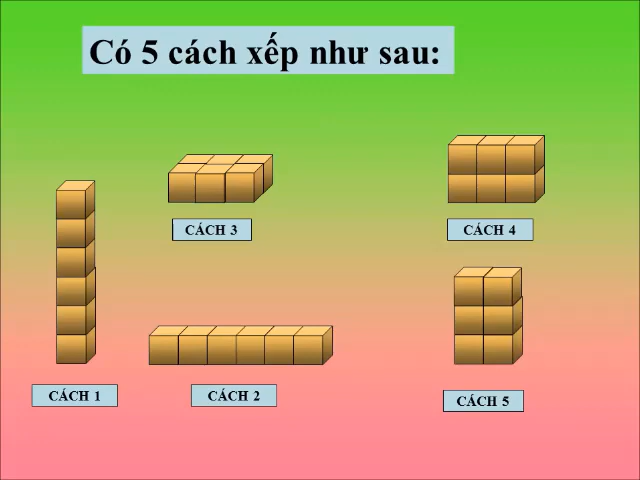 Có 5 cách xếp như sau:
CÁCH 3
CÁCH 4
CÁCH 1
CÁCH 2
CÁCH 5